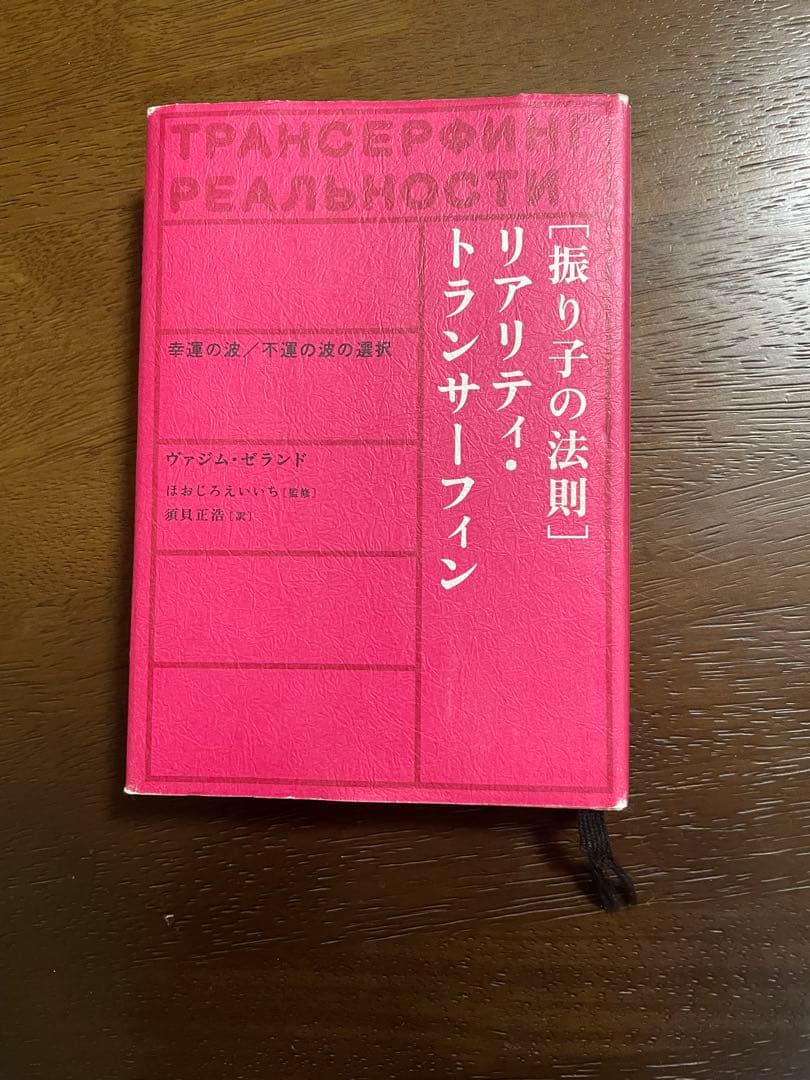 ТРАНСЕРФИНГ
РЕАЛЬНОСТИ
[振り子の法則]
リアリティ・
トランサーフィン
幸運の波/不運の波の選択
ヴァジム・ゼランド
ほおじろえいいち[監修]
須貝正浩[訳]